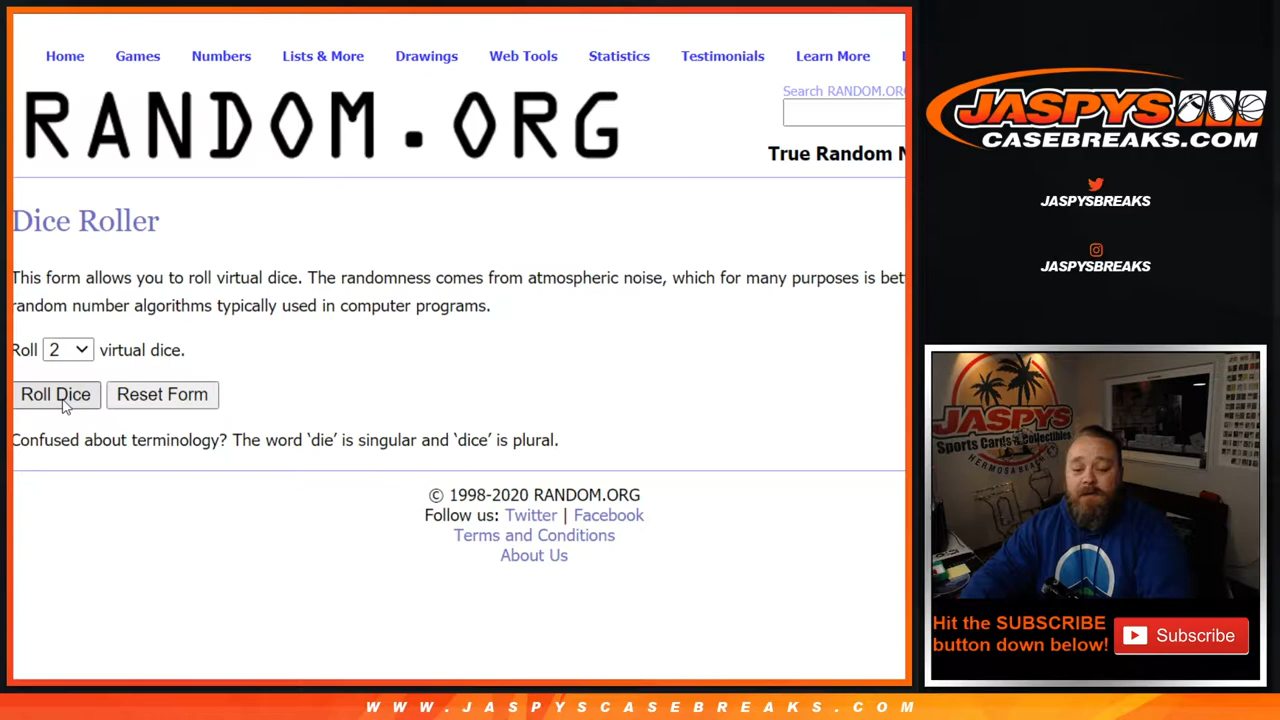 Home Games Numbers Lists & More Drawings Web Tools Statistics Testimonials Learn More
RANDOM.ORG
Search RANDOM.ORG
True Random N
Dice Roller
This form allows you to roll virtual dice. The randomness comes from atmospheric noise, which for many purposes is bet
random number algorithms typically used in computer programs.
Roll 2 virtual dice.
Roll Dice Reset Form
Confused about terminology? The word ‘die’ is singular and ‘dice’ is plural.
© 1998-2020 RANDOM.ORG
Follow us: Twitter | Facebook
Terms and Conditions
About Us
JASPYS
CASEBREAKS.COM
JASPYSBREAKS
JASPYSBREAKS
JASPYS
Sports Cards & Collectibles
HERMOSA BEACH
Hit the SUBSCRIBE
button down below!
Subscribe
WWW.JASPYSCASEBREAKS.COM